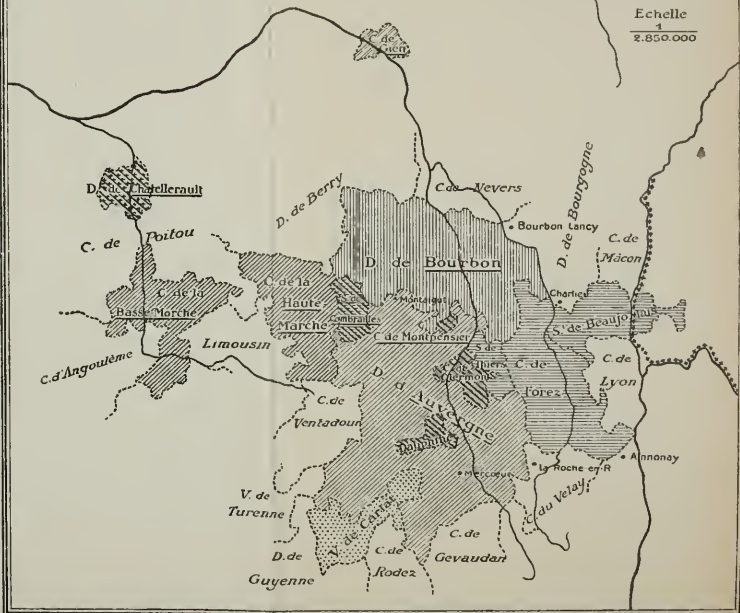 Echelle
1
2.850.000
C. de
Gien
D. de Chatellerault
D. de Berry
C. de Nevers
D. de Bourgogne
Bourbon Lancy
C. de Poitou
D. de Bourbon
C. de
Mâcon
C. de la
Basse Marche
C. de la
Haute
Marche
Combrailles
Montaigut
Charlieu
S. de Beaujolais
C. de Montpensier
C. d'Angoulème
Limousin
S. de
Thiers
C. de
Forez
C. de
Lyon
Clermont
C. de
Ventadour
D. d'Auvergne
Dauphiné
Mercoeur
la Roche en R
Annonay
V. de
Turenne
V. de Carlat
C. du Velay
D. de
Guyenne
C. de
Rodez
C. de
Gevaudan